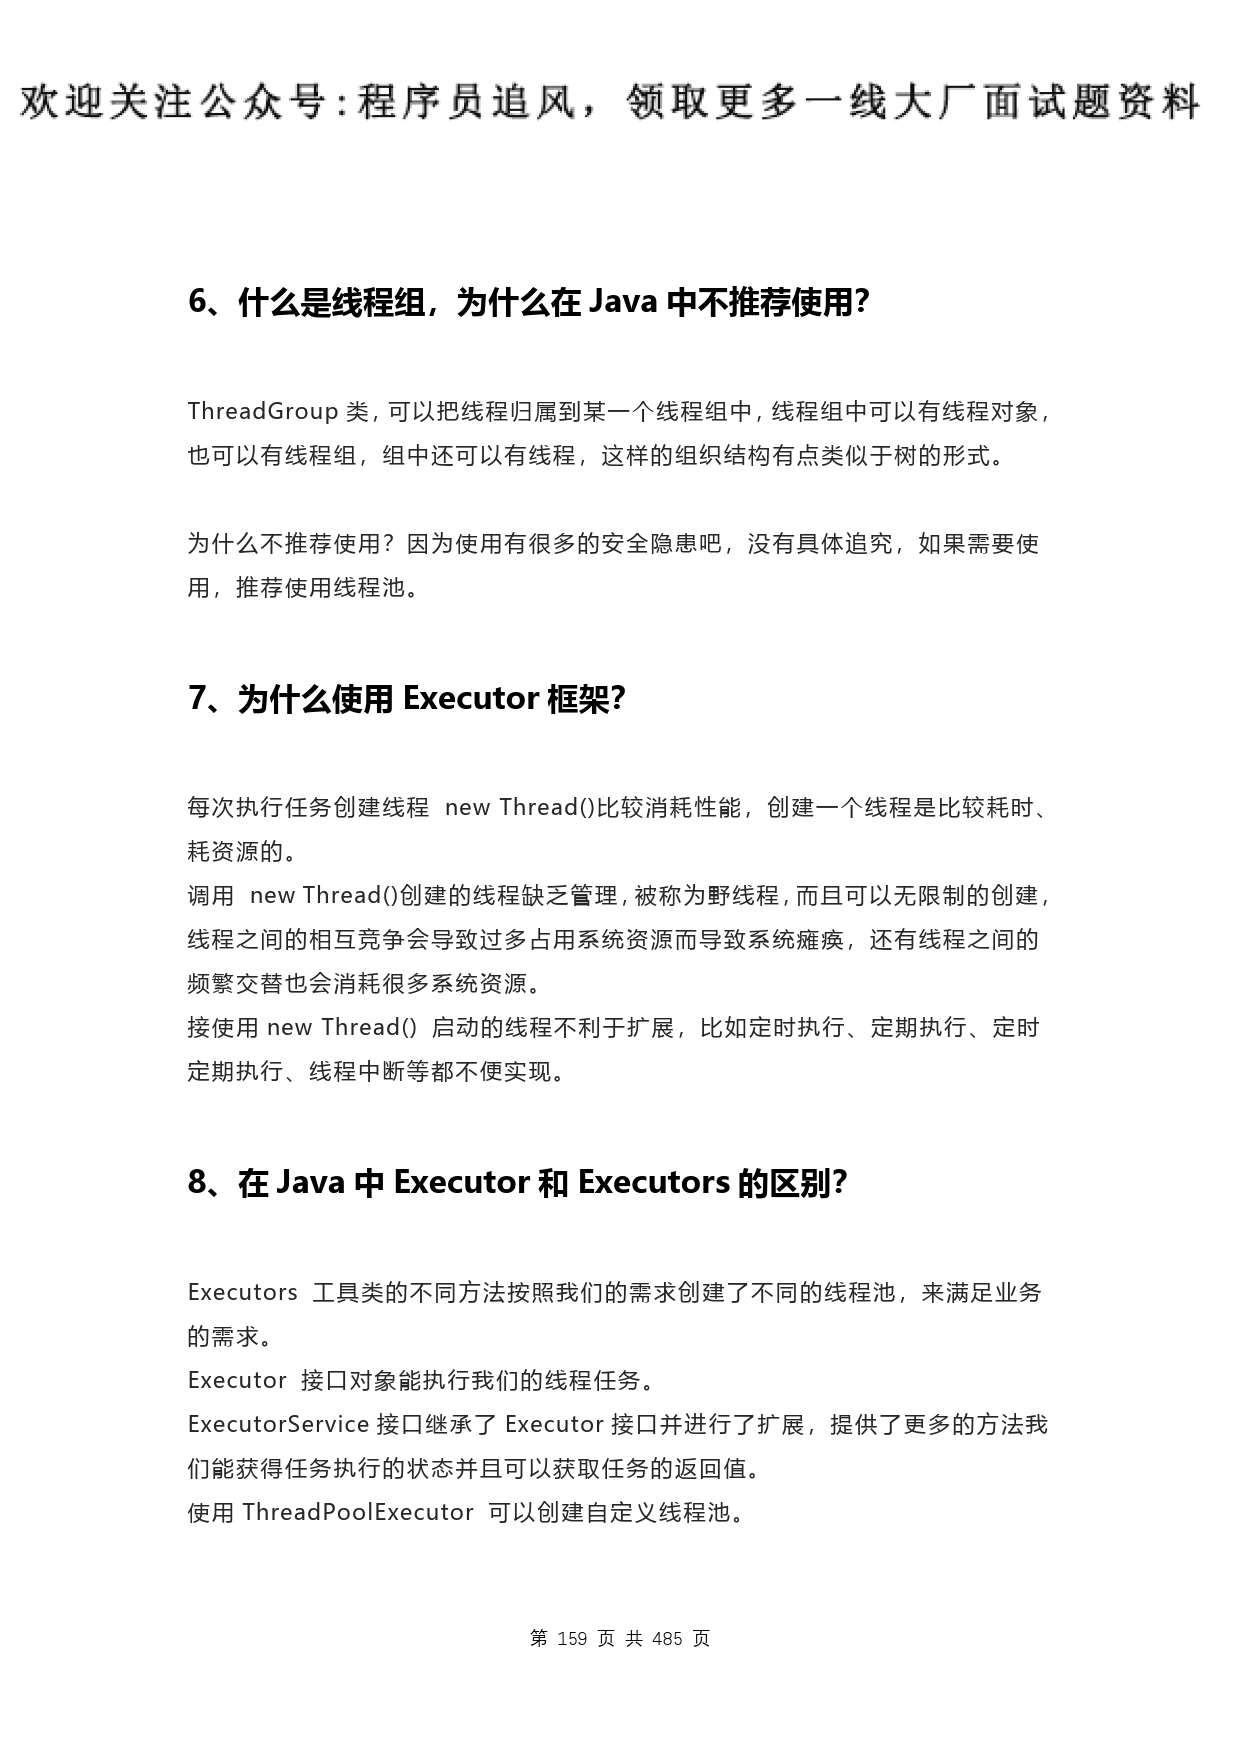 欢迎关注公众号:程序员追风，领取更多一线大厂面试题资料
6、什么是线程组，为什么在 Java 中不推荐使用？
ThreadGroup 类，可以把线程归属到某一个线程组中，线程组中可以有线程对象，
也可以有线程组，组中还可以有线程，这样的组织结构有点类似于树的形式。
为什么不推荐使用？因为使用有很多的安全隐患吧，没有具体追究，如果需要使
用，推荐使用线程池。
7、为什么使用 Executor 框架？
每次执行任务创建线程 new Thread()比较消耗性能，创建一个线程是比较耗时、
耗资源的。
调用 new Thread()创建的线程缺乏管理，被称为野线程，而且可以无限制的创建，
线程之间的相互竞争会导致过多占用系统资源而导致系统瘫痪，还有线程之间的
频繁交替也会消耗很多系统资源。
接使用 new Thread() 启动的线程不利于扩展，比如定时执行、定期执行、定时
定期执行、线程中断等都不便实现。
8、在 Java 中 Executor 和 Executors 的区别？
Executors 工具类的不同方法按照我们的需求创建了不同的线程池，来满足业务
的需求。
Executor 接口对象能执行我们的线程任务。
ExecutorService 接口继承了 Executor 接口并进行了扩展，提供了更多的方法我
们能获得任务执行的状态并且可以获取任务的返回值。
使用 ThreadPoolExecutor 可以创建自定义线程池。
第 159 页 共 485 页